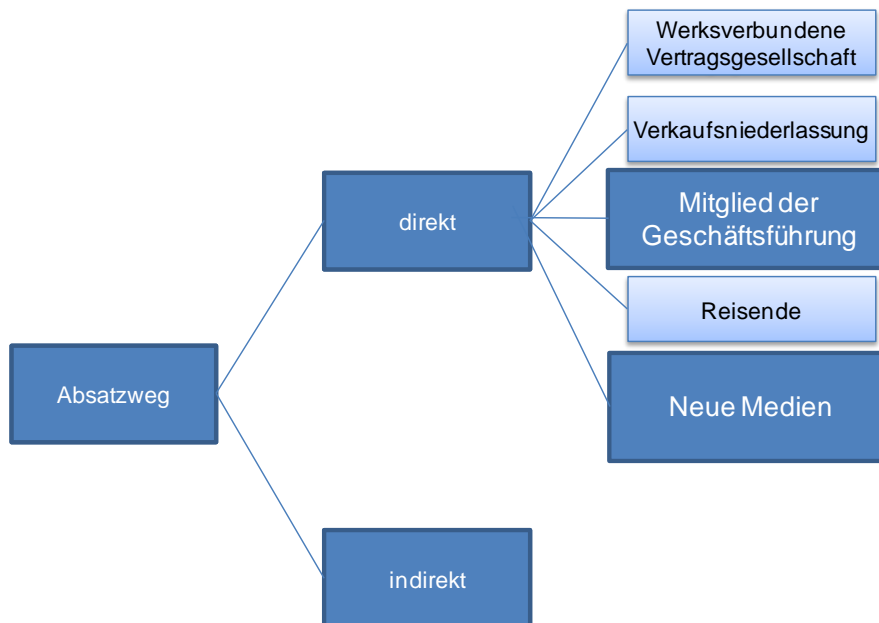 Werksverbundene
Vertragsgesellschaft
Verkaufsniederlassung
direkt
Mitglied der
Geschäftsführung
Reisende
Absatzweg
Neue Medien
indirekt